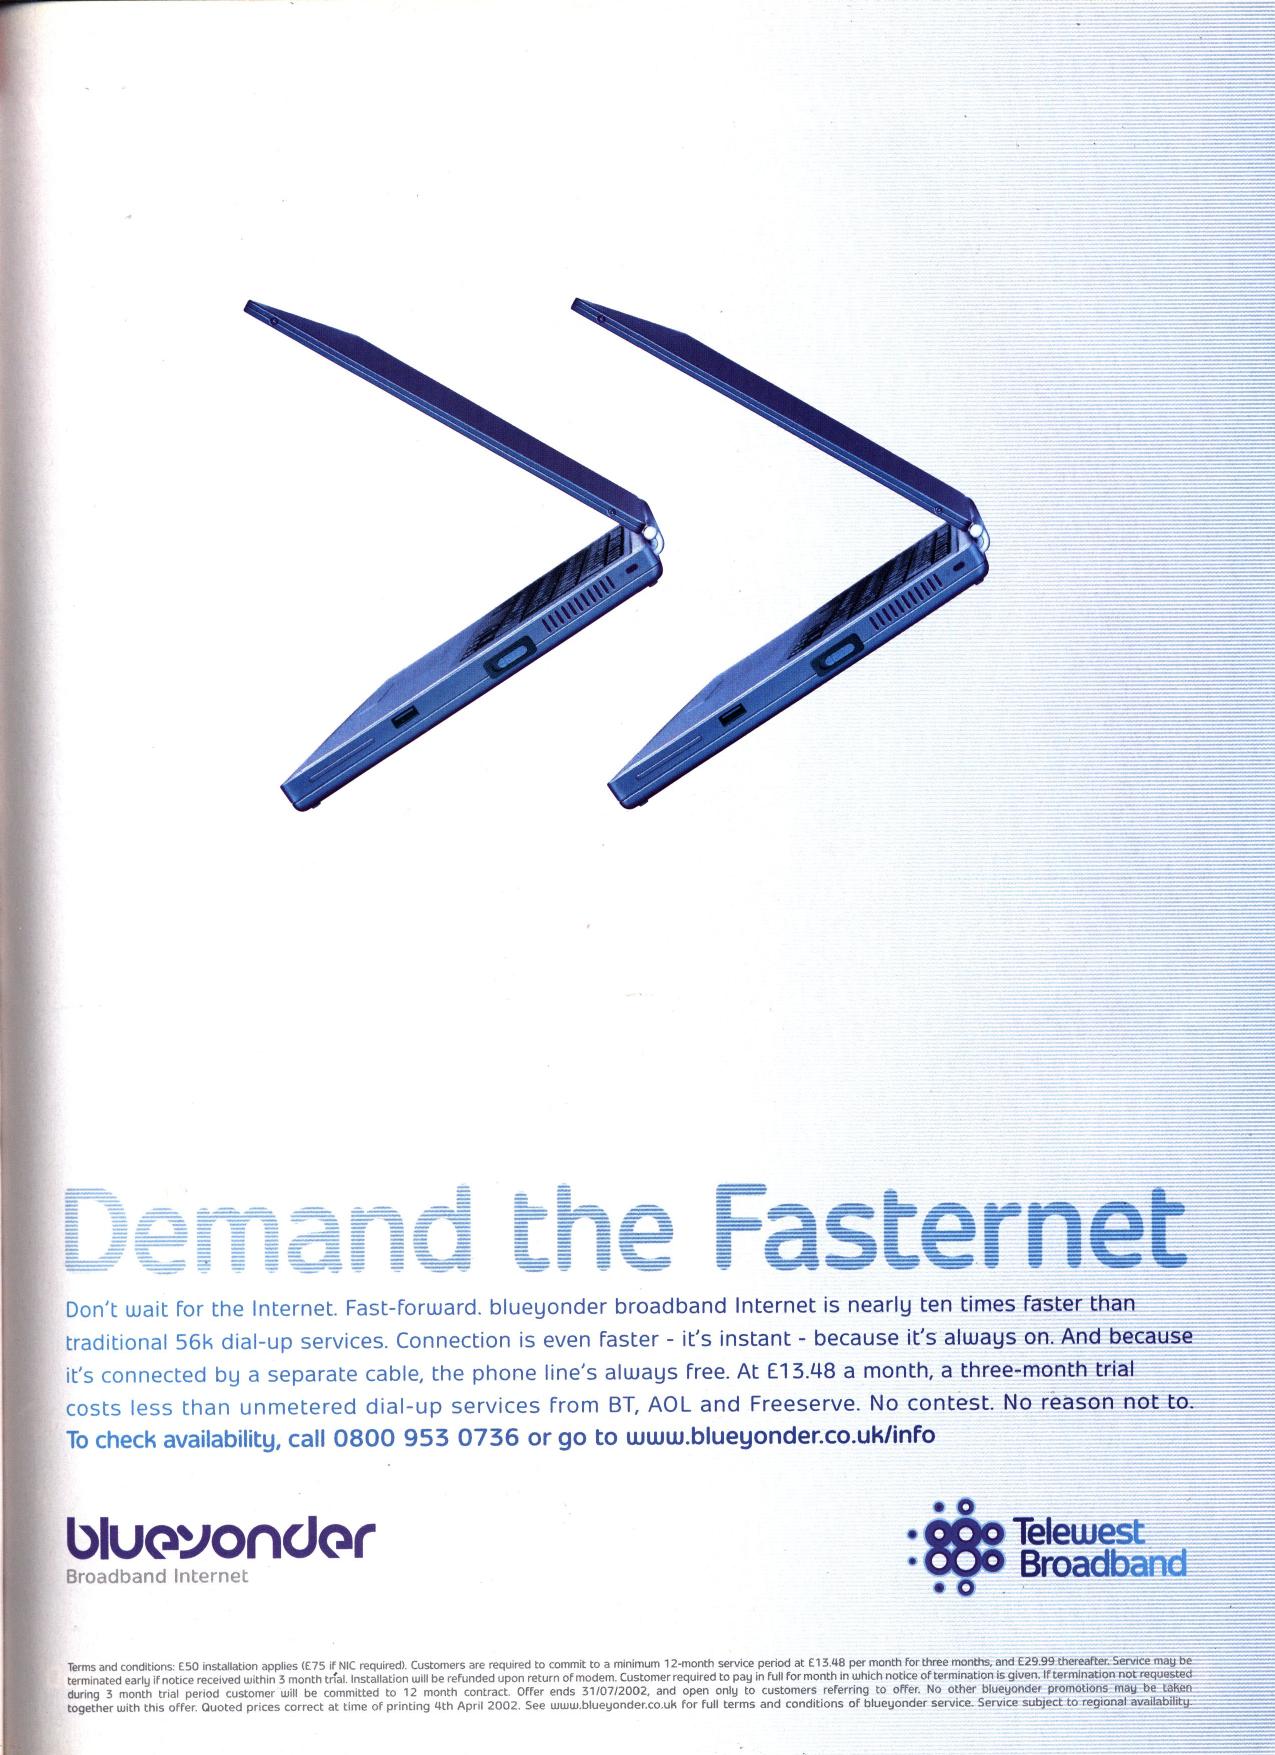 Demand the Fasternet
Don't wait for the Internet. Fast-forward. blueyonder broadband Internet is nearly ten times faster than
traditional 56k dial-up services. Connection is even faster - it's instant - because it's always on. And because
it's connected by a separate cable, the phone line's always free. At £13.48 a month, a three-month trial
costs less than unmetered dial-up services from BT, AOL and Freeserve. No contest. No reason not to.
To check availability, call 0800 953 0736 or go to www.blueyonder.co.uk/info
blueyonder
Broadband Internet
Telewest
Broadband
Terms and conditions: £50 installation applies (£75 if NIC required). Customers are required to commit to a minimum 12-month service period at £13.48 per month for three months, and £29.99 thereafter. Service may be
terminated early if notice received within 3 month trial. Installation will be refunded upon return of modem. Customer required to pay in full for month in which notice of termination is given. If termination not requested
during 3 month trial period customer will be committed to 12 month contract. Offer ends 31/07/2002, and open only to customers referring to offer. No other blueyonder promotions may be taken
together with this offer. Quoted prices correct at time of printing 4th April 2002. See www.blueyonder.co.uk for full terms and conditions of blueyonder service. Service subject to regional availability.